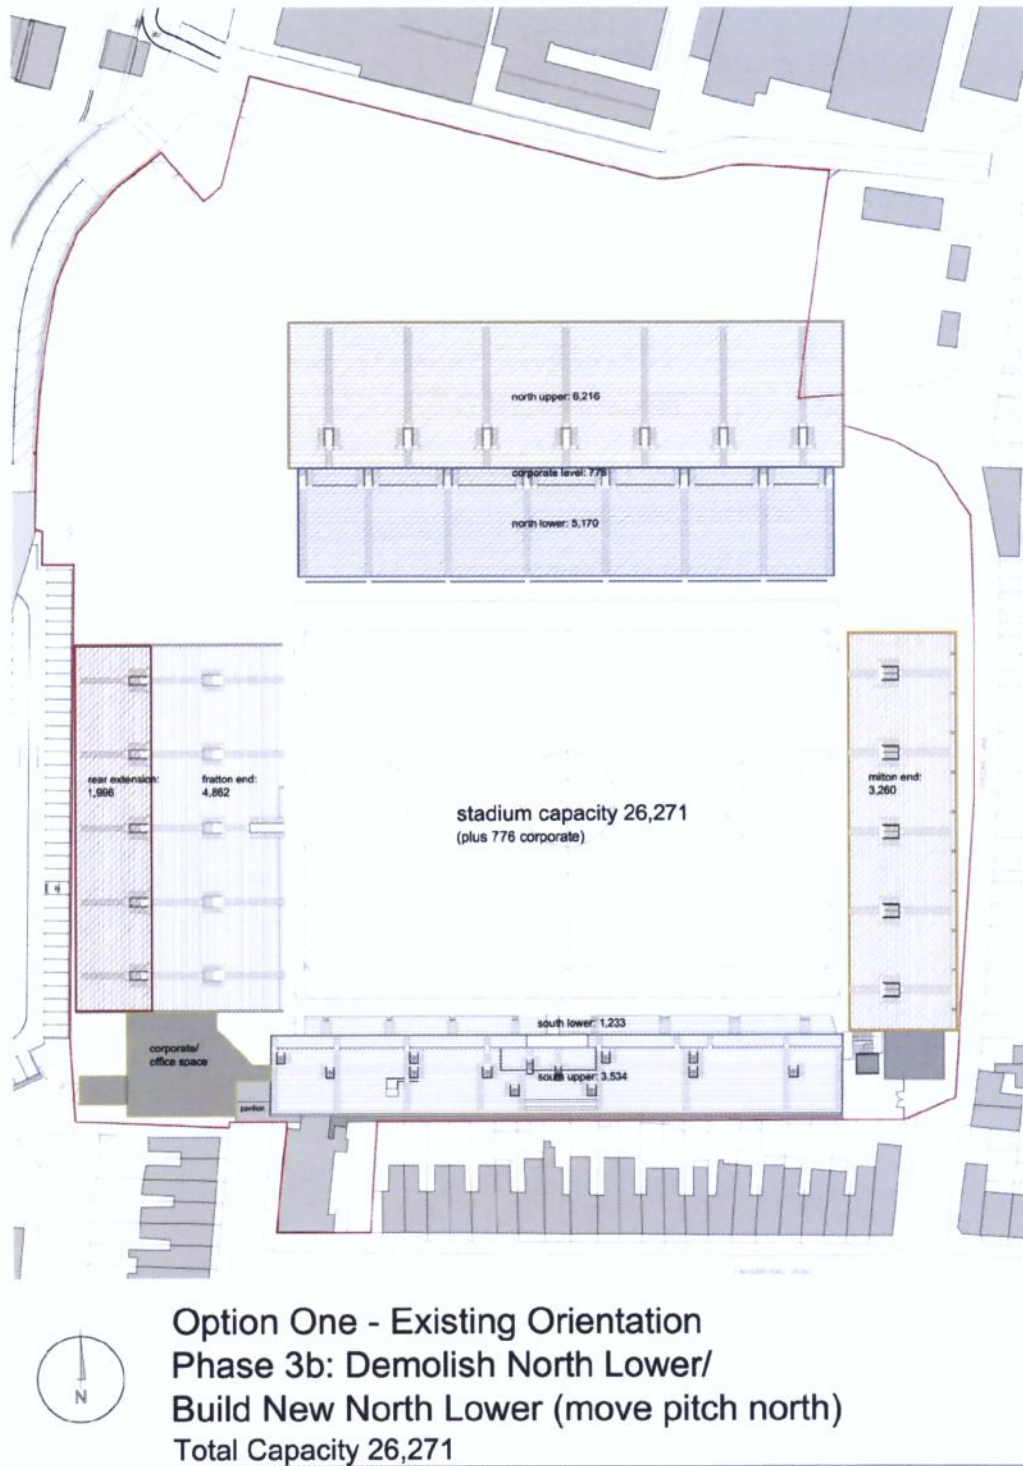 north upper: 6,216
corporate level: 776
north lower: 5,170
rear extension:
1,996
fratton end:
4,862
milton end:
3,260
stadium capacity 26,271
(plus 776 corporate)
south lower: 1,233
south upper: 3,534
corporate/
office space
pavilion
N
Option One - Existing Orientation
Phase 3b: Demolish North Lower/
Build New North Lower (move pitch north)
Total Capacity 26,271